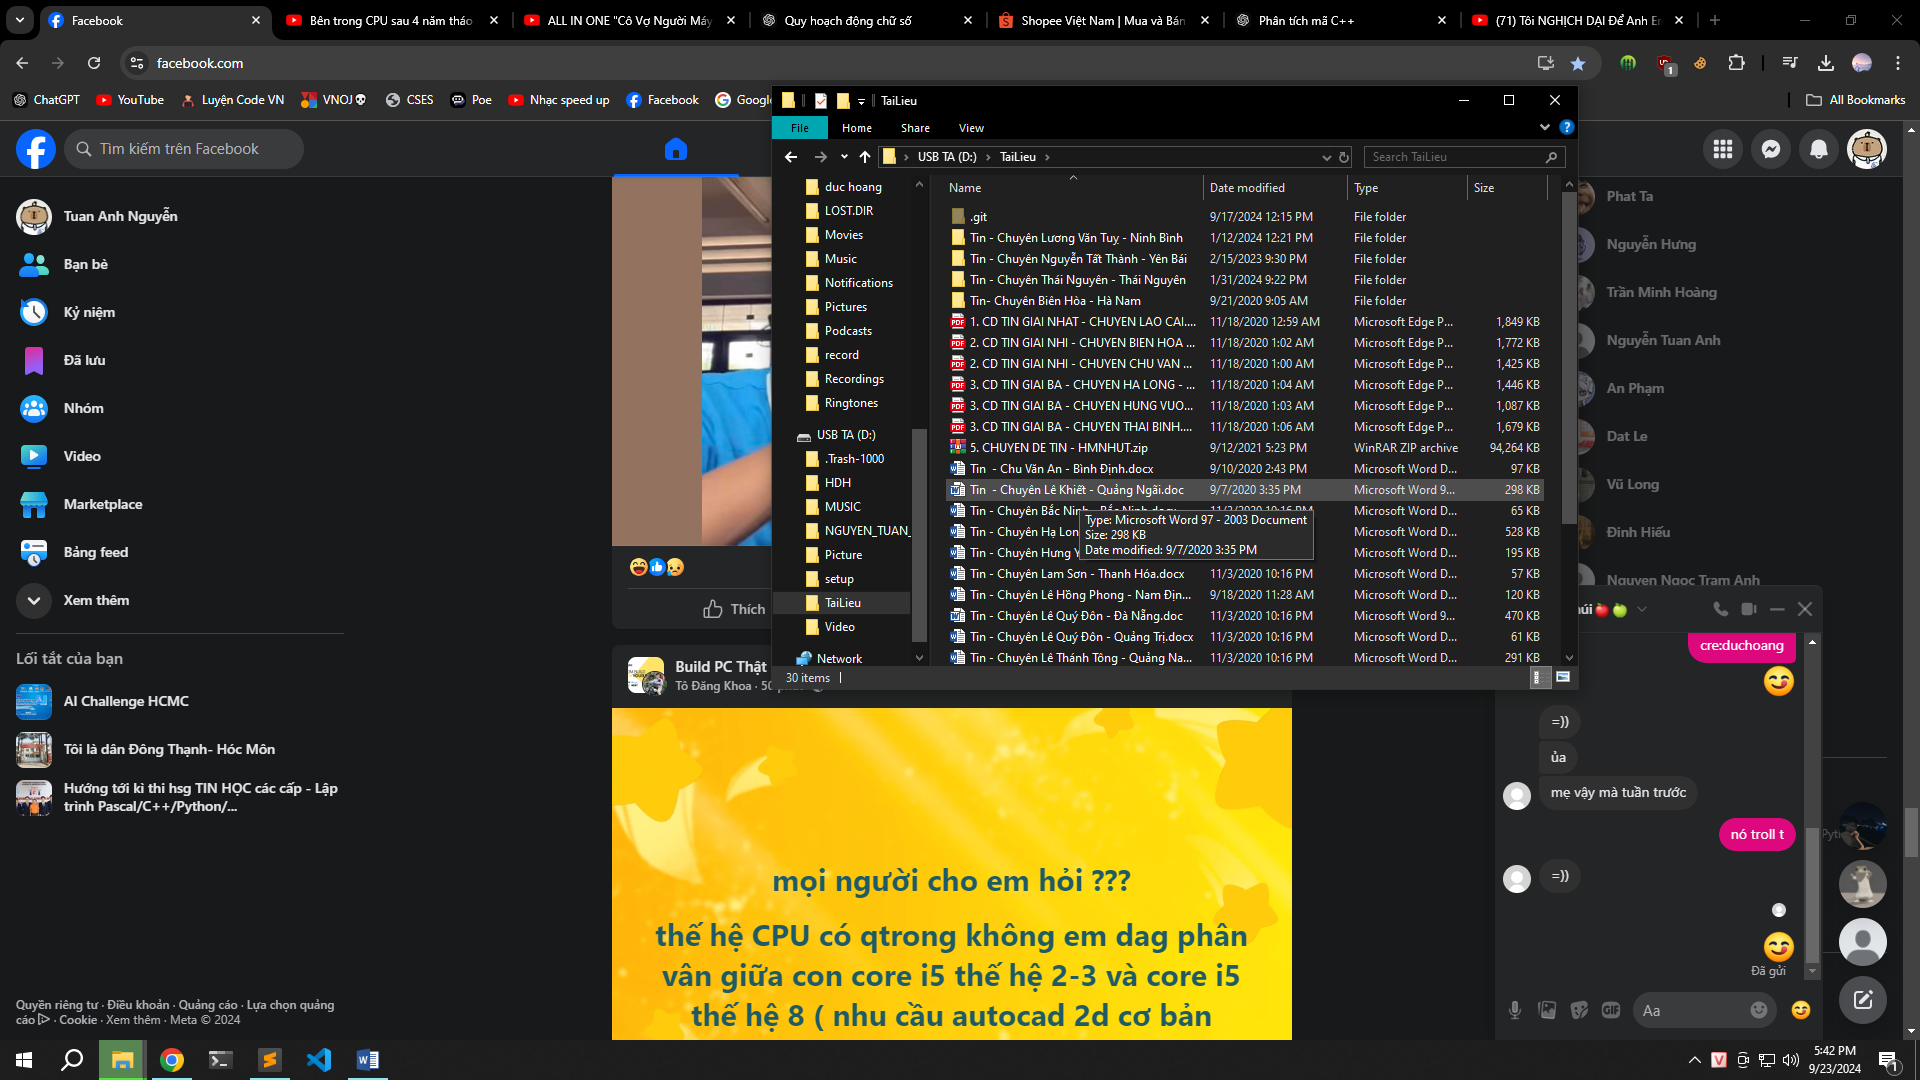 Facebook
Bên trong CPU sau 4 năm tháo
ALL IN ONE "Cô Vợ Người Máy
Quy hoạch động chữ số
Shopee Việt Nam | Mua và Bán
Phân tích mã C++
(71) Tôi NGHỊCH DẠI Để Anh Em
facebook.com
1
ChatGPT
YouTube
Luyện Code VN
VNOJ
CSES
Poe
Nhạc speed up
Facebook
All Bookmarks
Tìm kiếm trên Facebook
Tuan Anh Nguyễn
Bạn bè
Kỷ niệm
Đã lưu
Nhóm
Video
Marketplace
Bảng feed
Xem thêm
Lối tắt của bạn
AI Challenge HCMC
Tôi là dân Đông Thạnh- Hóc Môn
Hướng tới kì thi hsg TIN HỌC các cấp - Lập
trình Pascal/C++/Python/...
Quyền riêng tư · Điều khoản · Quảng cáo · Lựa chọn quảng
cáo · Cookie · Xem thêm · Meta © 2024
TaiLieu
File
Home
Share
View
USB TA (D:)
TaiLieu
Search TaiLieu
duc hoang
LOST.DIR
Movies
Music
Notifications
Pictures
Podcasts
record
Recordings
Ringtones
USB TA (D:)
.Trash-1000
HDH
MUSIC
NGUYEN_TUAN_
Picture
setup
TaiLieu
Video
Network
30 items
Name Date modified Type Size
.git 9/17/2024 12:15 PM File folder
Tin - Chuyên Lương Văn Tuỵ - Ninh Bình 1/12/2024 12:21 PM File folder
Tin - Chuyên Nguyễn Tất Thành - Yên Bái 2/15/2023 9:30 PM File folder
Tin - Chuyên Thái Nguyên - Thái Nguyên 1/31/2024 9:22 PM File folder
Tin- Chuyên Biên Hòa - Hà Nam 9/21/2020 9:05 AM File folder
1. CD TIN GIAI NHAT - CHUYEN LAO CAI.... 11/18/2020 12:59 AM Microsoft Edge P... 1,849 KB
2. CD TIN GIAI NHI - CHUYEN BIEN HOA ... 11/18/2020 1:02 AM Microsoft Edge P... 1,772 KB
2. CD TIN GIAI NHI - CHUYEN CHU VAN ... 11/18/2020 1:00 AM Microsoft Edge P... 1,425 KB
3. CD TIN GIAI BA - CHUYEN HA LONG - ... 11/18/2020 1:04 AM Microsoft Edge P... 1,446 KB
3. CD TIN GIAI BA - CHUYEN HUNG VUO... 11/18/2020 1:03 AM Microsoft Edge P... 1,087 KB
3. CD TIN GIAI BA - CHUYEN THAI BINH.... 11/18/2020 1:06 AM Microsoft Edge P... 1,679 KB
5. CHUYEN DE TIN - HMNHUT.zip 9/12/2021 5:23 PM WinRAR ZIP archive 94,264 KB
Tin  - Chu Văn An - Bình Định.docx 9/10/2020 2:43 PM Microsoft Word D... 97 KB
Tin  - Chuyên Lê Khiết - Quảng Ngãi.doc 9/7/2020 3:35 PM Microsoft Word 9... 298 KB
Tin - Chuyên Bắc Ninh - Bắc Ninh.docx 11/3/2020 10:16 PM Microsoft Word D... 65 KB
Tin - Chuyên Hạ Lon Microsoft Word D... 528 KB
Tin - Chuyên Hưng Y Microsoft Word D... 195 KB
Tin - Chuyên Lam Sơn - Thanh Hóa.docx 11/3/2020 10:16 PM Microsoft Word D... 57 KB
Tin - Chuyên Lê Hồng Phong - Nam Địn... 9/18/2020 11:28 AM Microsoft Word D... 120 KB
Tin - Chuyên Lê Quý Đôn - Đà Nẵng.doc 11/3/2020 10:16 PM Microsoft Word 9... 470 KB
Tin - Chuyên Lê Quý Đôn - Quảng Trị.docx 11/3/2020 10:16 PM Microsoft Word D... 61 KB
Tin - Chuyên Lê Thánh Tông - Quảng Na... 11/3/2020 10:16 PM Microsoft Word D... 291 KB
Type: Microsoft Word 97 - 2003 Document
Size: 298 KB
Date modified: 9/7/2020 3:35 PM
Thích
Build PC Thật
Tô Đăng Khoa
mọi người cho em hỏi ???
thế hệ CPU có qtrong không em dag phân
vân giữa con core i5 thế hệ 2-3 và core i5
thế hệ 8 ( nhu cầu autocad 2d cơ bản
Phat Ta
Nguyễn Hưng
Trần Minh Hoàng
Nguyễn Tuan Anh
An Phạm
Dat Le
Vũ Long
Đinh Hiếu
Nguyen Ngoc Tram Anh
cre:duchoang
=))
ủa
mẹ vậy mà tuần trước
nó troll t
=))
Đã gửi
GIF
Aa
5:42 PM
9/23/2024
1